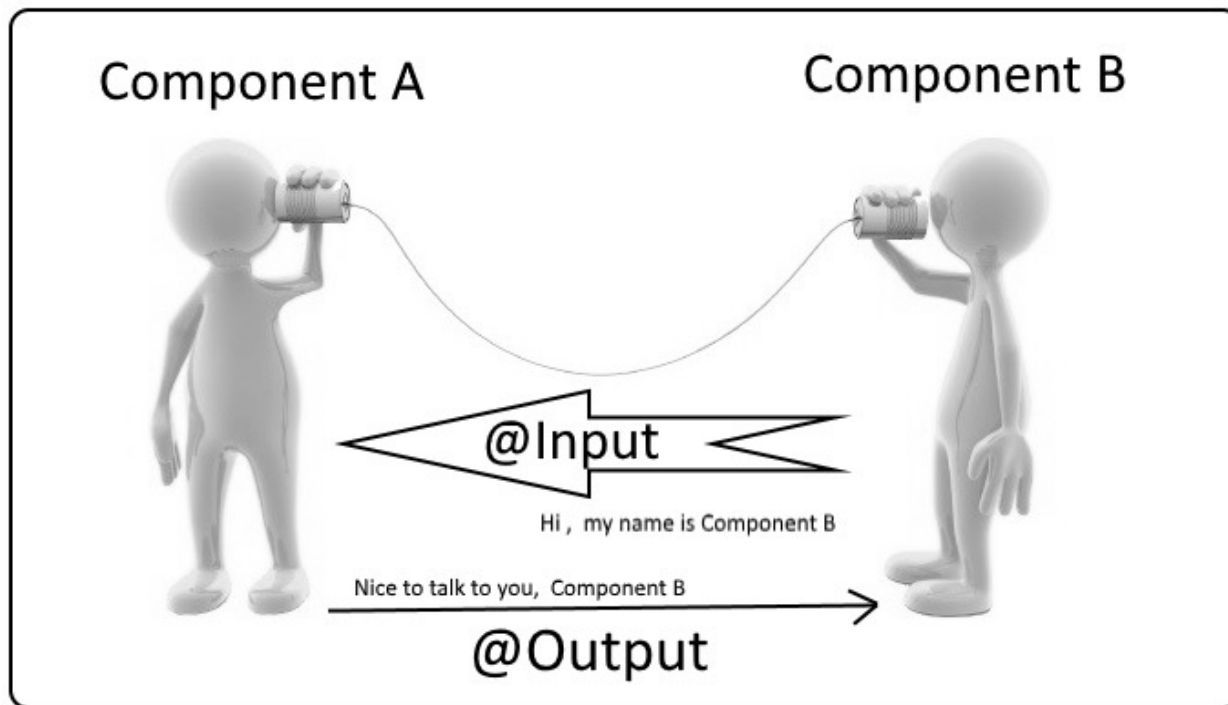 Component A
Component B
@Input
Hi ,  my name is Component B
Nice to talk to you,  Component B
@Output